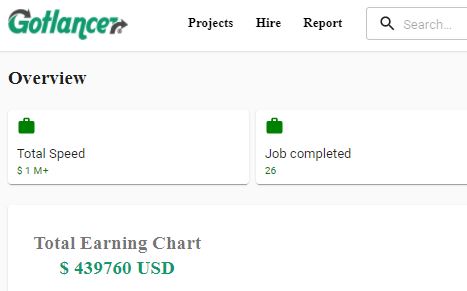 Gotlancer
Projects Hire Report Search...
Overview
Total Speed
$ 1 M+
Job completed
26
Total Earning Chart
$ 439760 USD